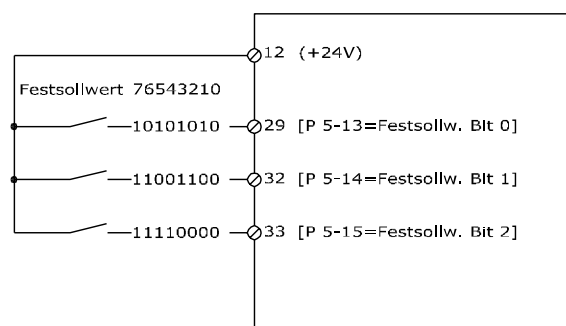 12 (+24V)
Festsollwert 76543210
10101010 29 [P 5-13=Festsollw. Bit 0]
11001100 32 [P 5-14=Festsollw. Bit 1]
11110000 33 [P 5-15=Festsollw. Bit 2]